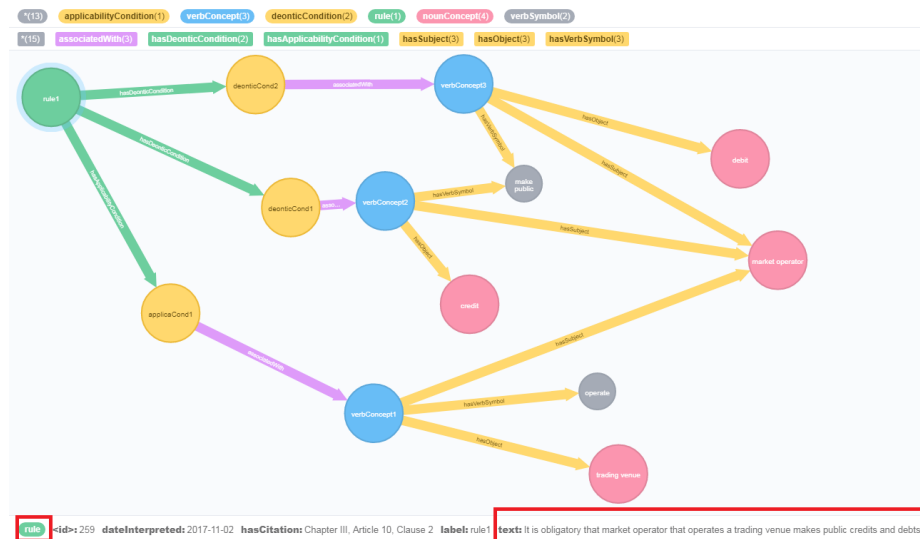 *(13) applicabilityCondition(1) verbConcept(3) deonticCondition(2) rule(1) nounConcept(4) verbSymbol(2)
*(15) associatedWith(3) hasDeonticCondition(2) hasApplicabilityCondition(1) hasSubject(3) hasObject(3) hasVerbSymbol(3)
rule1
hasDeonticCondition
deonticCond2
associatedWith
verbConcept3
hasObject
debit
hasVerbSymbol
hasSubject
hasDeonticCondition
make
public
hasApplicabilityCondition
deonticCond1
asso...
verbConcept2
hasVerbSymbol
hasSubject
hasObject
market operator
credit
applicsCond1
associatedWith
hasSubject
verbConcept1
hasVerbSymbol
operate
hasObject
trading venue
rule <id>: 259 dateInterpreted: 2017-11-02 hasCitation: Chapter III, Article 10, Clause 2 label: rule1 text: It is obligatory that market operator that operates a trading venue makes public credits and debts